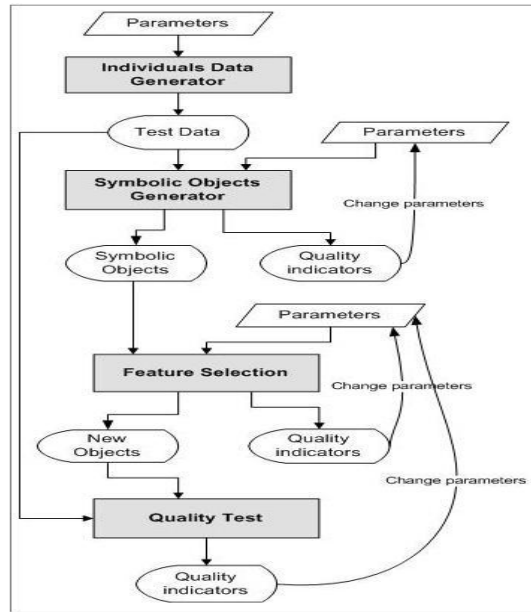 Parameters
Individuals Data
Generator
Test Data
Parameters
Symbolic Objects
Generator
Change parameters
Symbolic
Objects
Quality
indicators
Parameters
Feature Selection
Change parameters
New
Objects
Quality
indicators
Change parameters
Quality Test
Quality
indicators